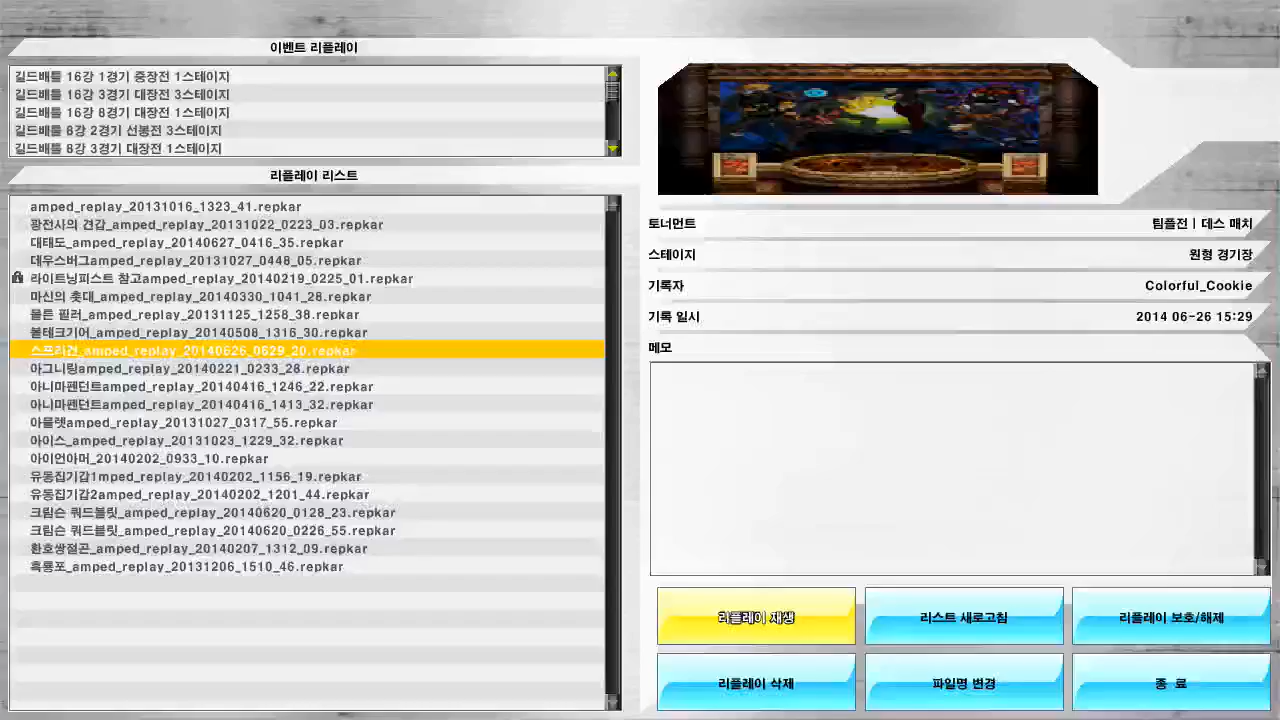 이벤트 리플레이
길드배틀 16강 1경기 중장전 1스테이지
길드배틀 16강 3경기 대장전 3스테이지
길드배틀 16강 8경기 대장전 1스테이지
길드배틀 8강 2경기 선봉전 3스테이지
길드배틀 8강 3경기 대장전 1스테이지
리플레이 리스트
amped_replay_20131016_1323_41.repkar
광전사의 견갑_amped_replay_20131022_0223_03.repkar
대태도_amped_replay_20140627_0416_35.repkar
데우스버그amped_replay_20131027_0448_05.repkar
라이트닝피스트 참고amped_replay_20140219_0225_01.repkar
마신의 촛대_amped_replay_20140330_1041_28.repkar
물든 필러_amped_replay_20131125_1258_38.repkar
볼테크기어_amped_replay_20140508_1316_30.repkar
스프리건_amped_replay_20140626_0629_20.repkar
아그니링amped_replay_20140221_0233_28.repkar
아니마펜던트amped_replay_20140416_1246_22.repkar
아니마펜던트amped_replay_20140416_1413_32.repkar
아뮬렛amped_replay_20131027_0317_55.repkar
아이스_amped_replay_20131023_1229_32.repkar
아이언아머_20140202_0933_10.repkar
유동집기갑1mped_replay_20140202_1156_19.repkar
유동집기갑2amped_replay_20140202_1201_44.repkar
크림슨 쿼드블릿_amped_replay_20140620_0128_23.repkar
크림슨 쿼드블릿_amped_replay_20140620_0226_55.repkar
환호쌍절곤_amped_replay_20140207_1312_09.repkar
흑룡포_amped_replay_20131206_1510_46.repkar
토너먼트 팀플전 | 데스 매치
스테이지 원형 경기장
기록자 Colorful_Cookie
기록 일시 2014 06-26 15:29
메모
리플레이 재생
리스트 새로고침
리플레이 보호/해제
리플레이 삭제
파일명 변경
종 료